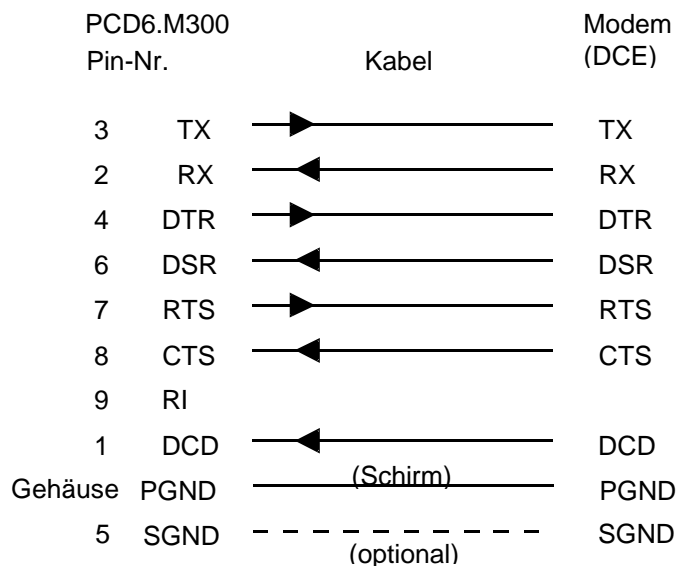 PCD6.M300 Modem
Pin-Nr. Kabel (DCE)
3 TX TX
2 RX RX
4 DTR DTR
6 DSR DSR
7 RTS RTS
8 CTS CTS
9 RI
1 DCD DCD
(Schirm)
Gehäuse PGND PGND
5 SGND SGND
(optional)